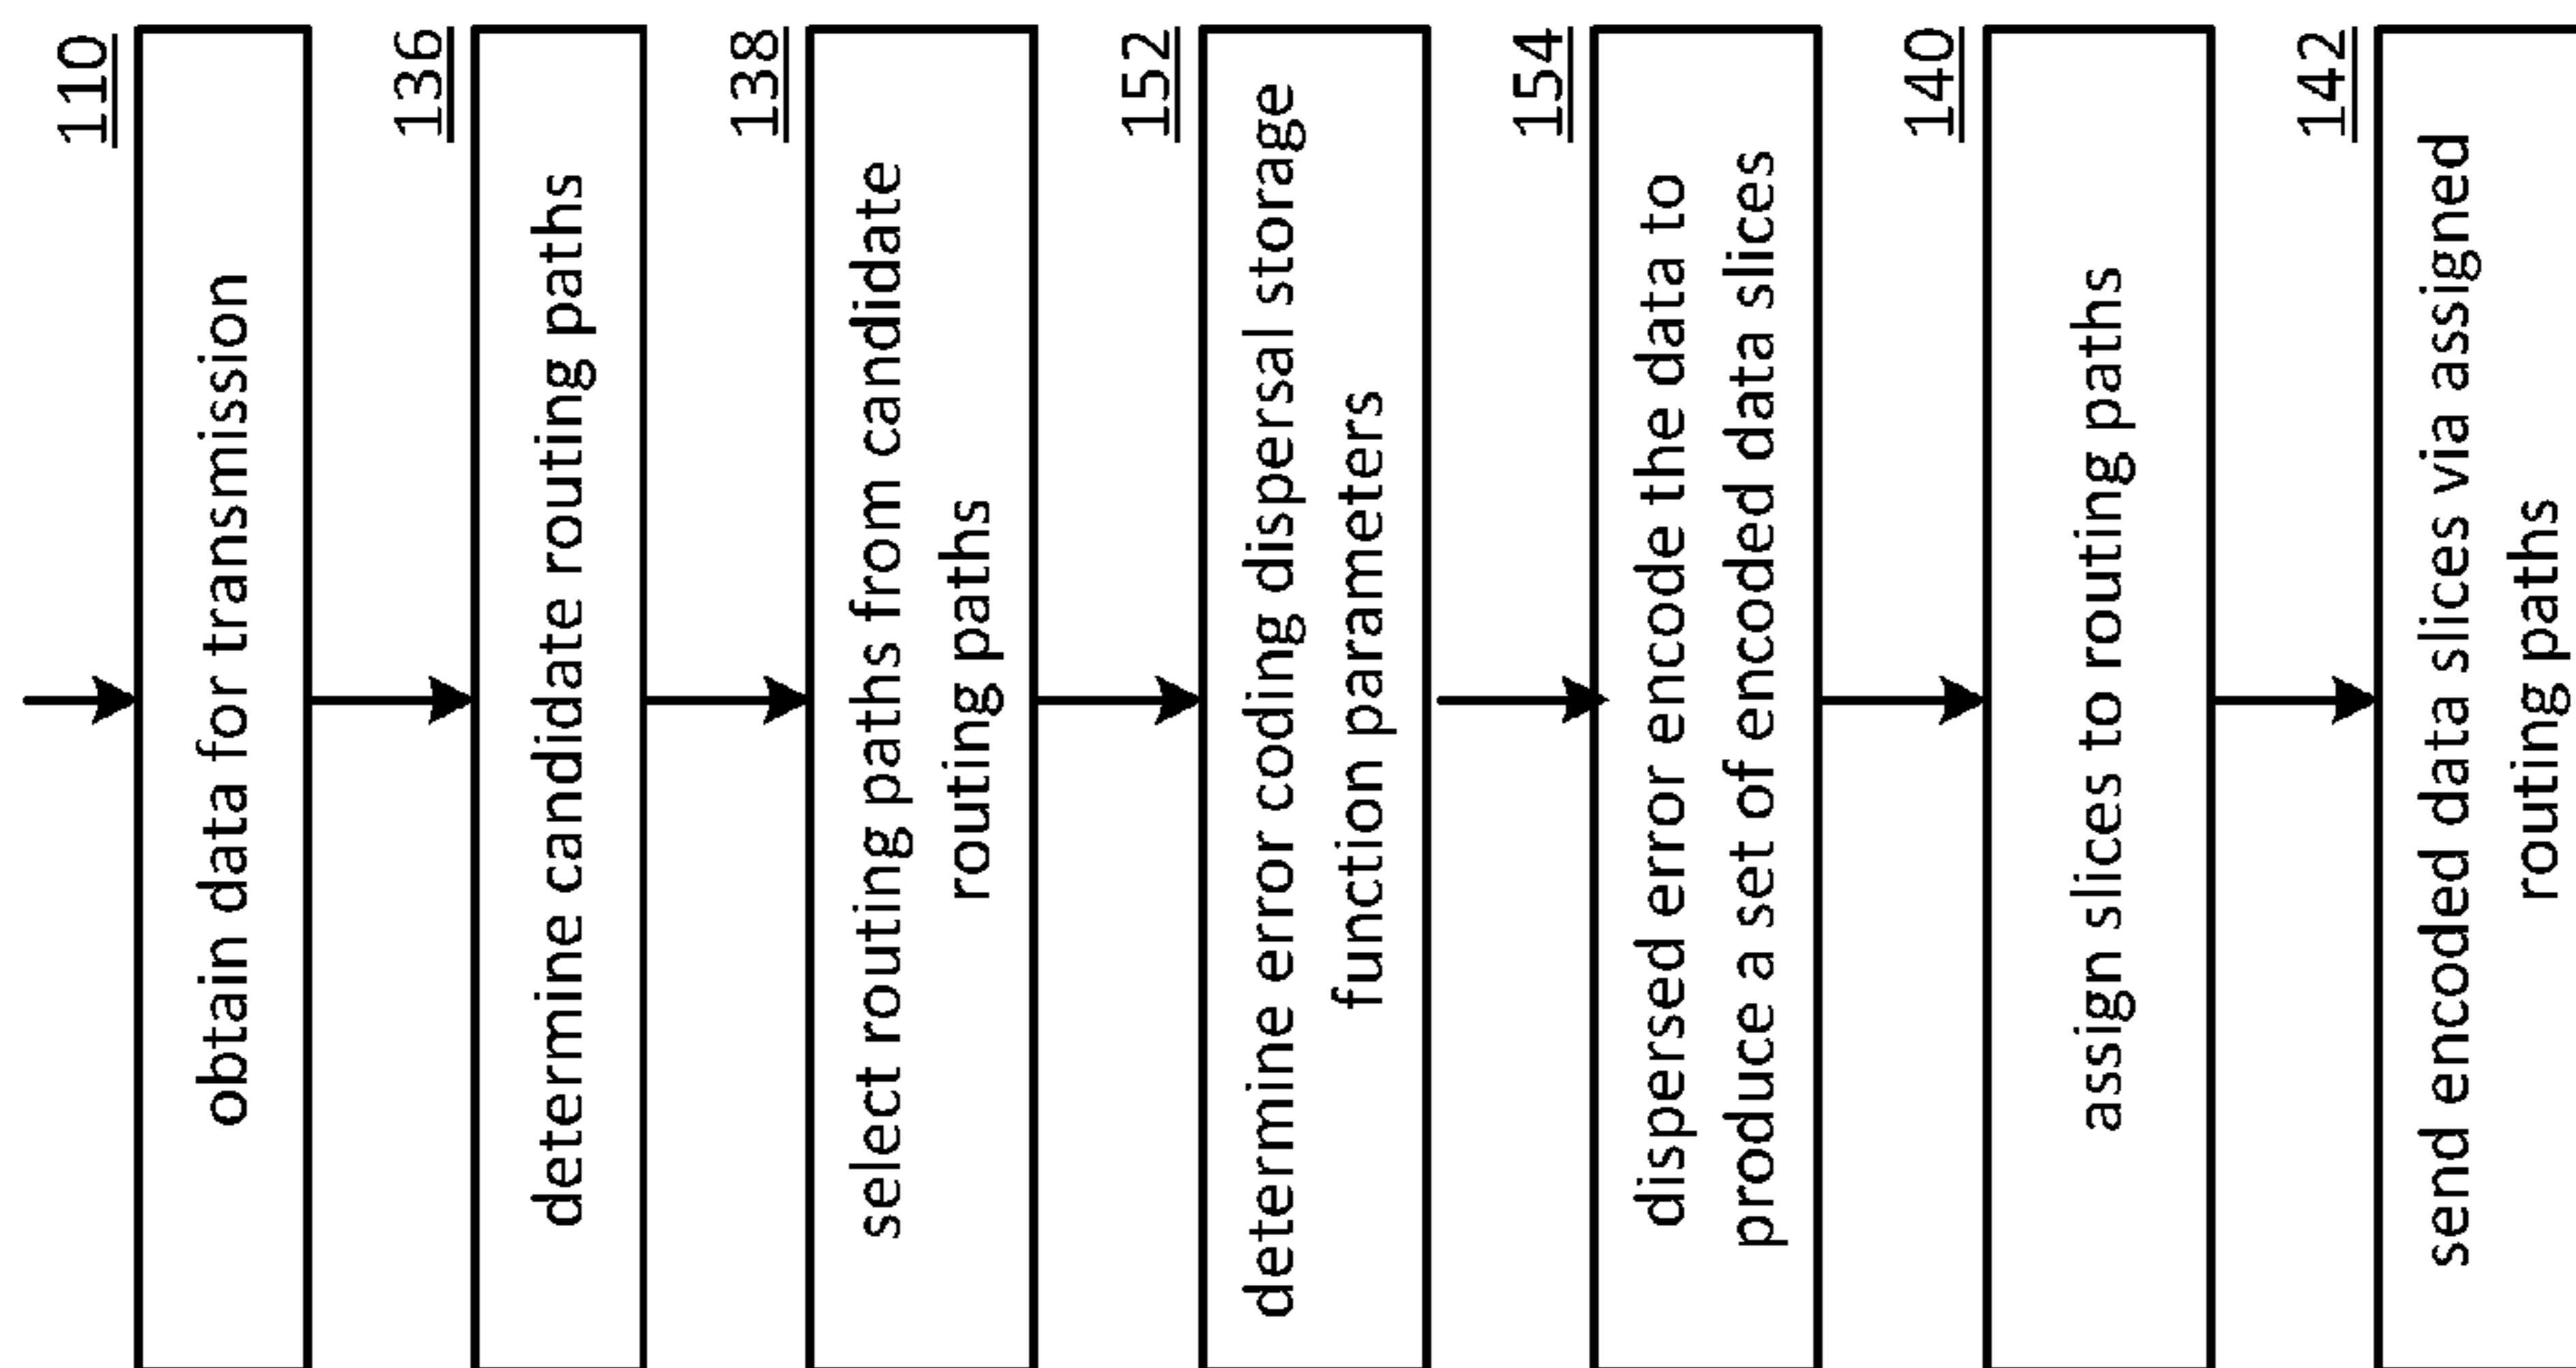 110
obtain data for transmission
136
determine candidate routing paths
138
select routing paths from candidate
routing paths
152
determine error coding dispersal storage
function parameters
154
dispersed error encode the data to
produce a set of encoded data slices
140
assign slices to routing paths
142
send encoded data slices via assigned
routing paths